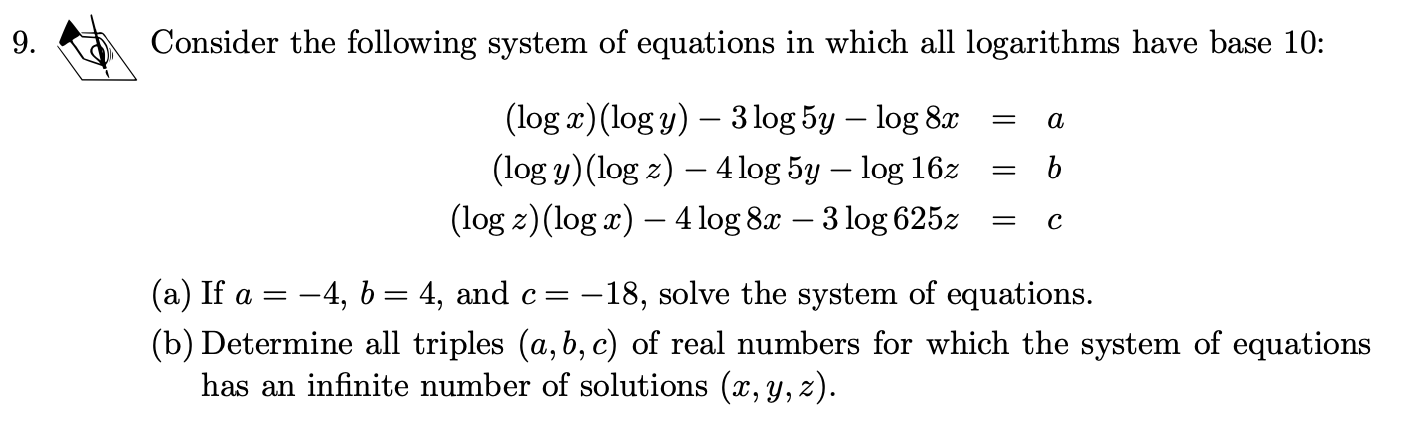 9. Consider the following system of equations in which all logarithms have base 10:
(log x)(log y) − 3 log 5y − log 8x = a
(log y)(log z) − 4 log 5y − log 16z = b
(log z)(log x) − 4 log 8x − 3 log 625z = c
(a) If a = −4, b = 4, and c = −18, solve the system of equations.
(b) Determine all triples (a, b, c) of real numbers for which the system of equations
has an infinite number of solutions (x, y, z).